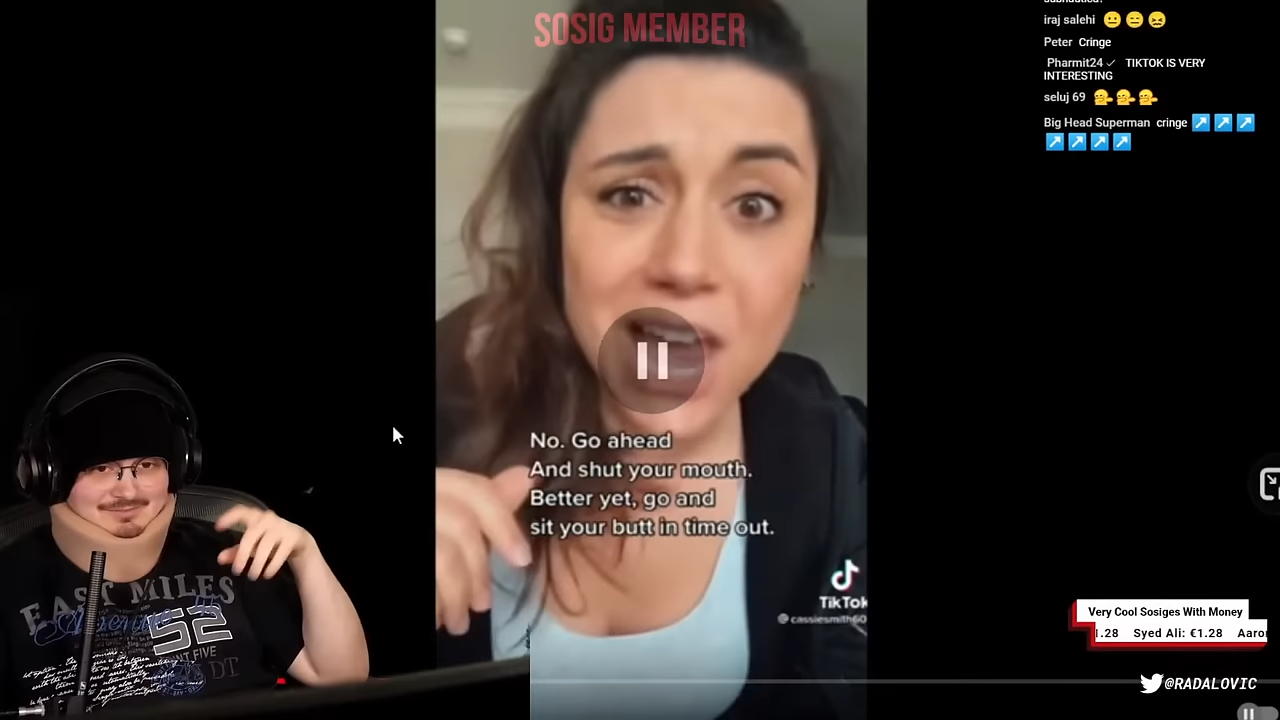 SOSIG MEMBER
iraj salehi 😐 😑 😖
Peter Cringe
Pharmit24 ✓ TIKTOK IS VERY
INTERESTING
seluj 69
Big Head Superman cringe ↗️ ↗️ ↗️
↗️ ↗️ ↗️ ↗️
No. Go ahead
And shut your mouth.
Better yet, go and
sit your butt in time out.
TikTok
EAST MILES
52
Very Cool Sosiges With Money
1.28 Syed Ali: €1.28 Aaro
@RADALOVIC